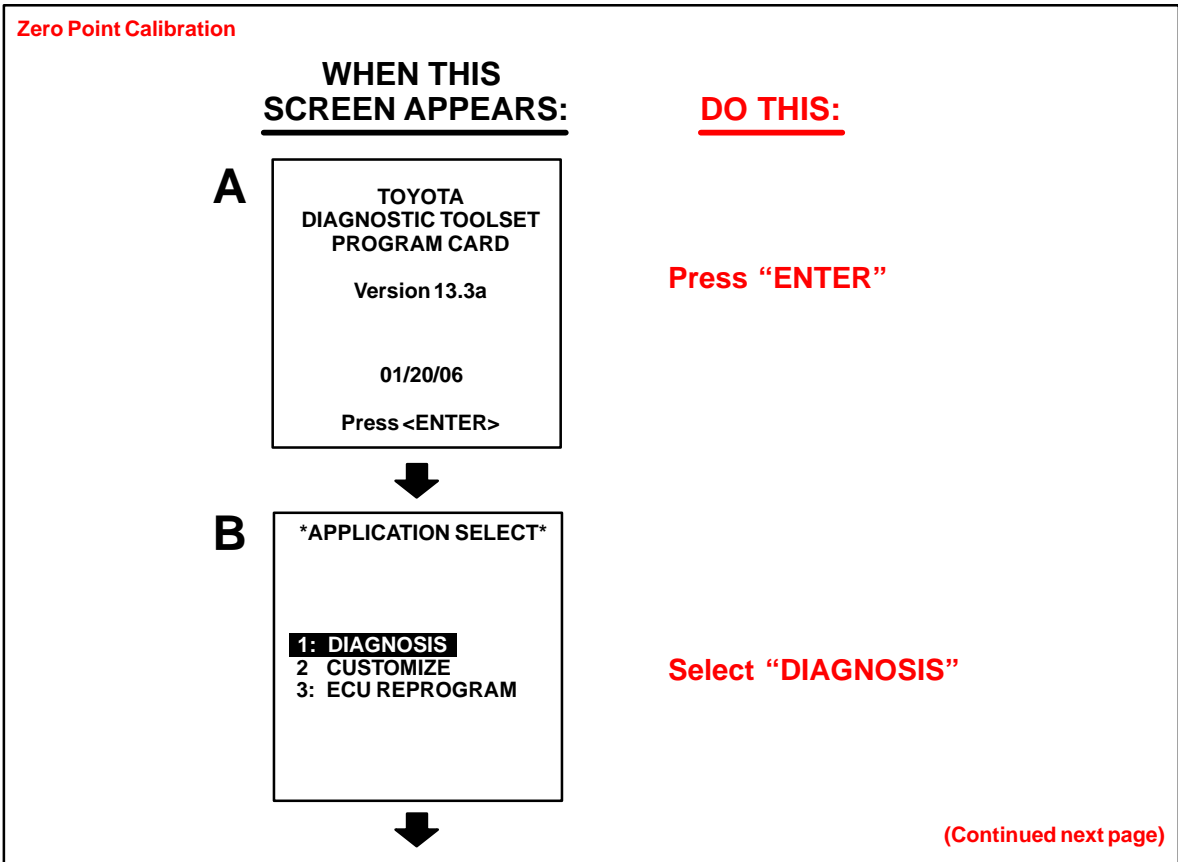 Zero Point Calibration
WHEN THIS
SCREEN APPEARS:
DO THIS:
A
TOYOTA
DIAGNOSTIC TOOLSET
PROGRAM CARD
Version 13.3a
01/20/06
Press <ENTER>
Press “ENTER”
B
*APPLICATION SELECT*
1: DIAGNOSIS
2 CUSTOMIZE
3: ECU REPROGRAM
Select “DIAGNOSIS”
(Continued next page)